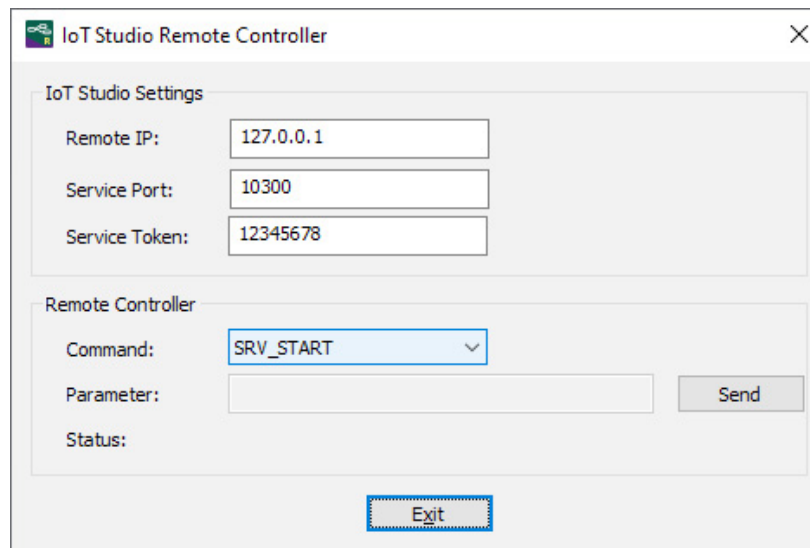 IoT Studio Remote Controller
IoT Studio Settings
Remote IP: 127.0.0.1
Service Port: 10300
Service Token: 12345678
Remote Controller
Command: SRV_START
Parameter:
Send
Status:
Exit